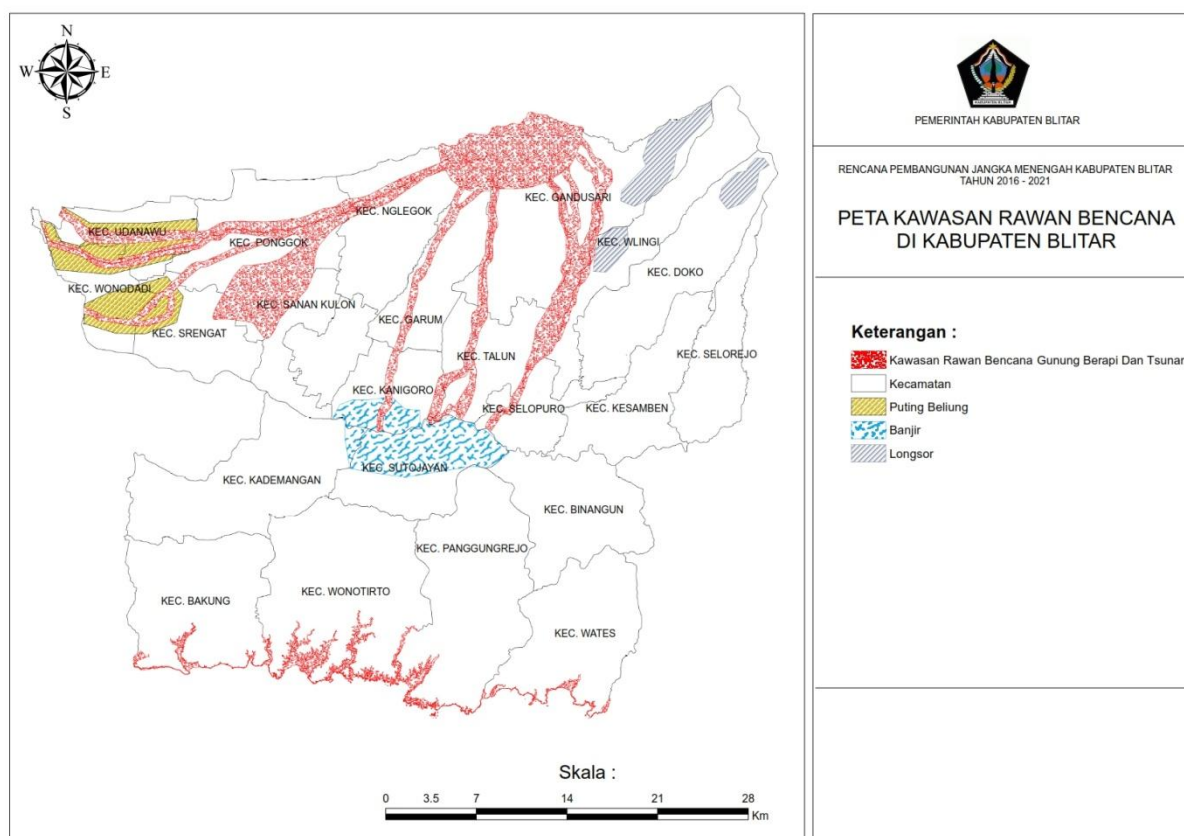 N
W
E
S
KEC. NGLEGOK
KEC. GANDUSARI
KEC. UDANAWU
KEC. PONGGOK
KEC. WLINGI
KEC. DOKO
KEC. WONODADI
KEC. SANAN KULON
KEC. SRENGAT
KEC. GARUM
KEC. TALUN
KEC. SELOREJO
KEC. KANIGORO
KEC. SELOPURO
KEC. KESAMBEN
KEC. SUTOJAYAN
KEC. KADEMANGAN
KEC. BINANGUN
KEC. PANGGUNGREJO
KEC. BAKUNG
KEC. WONOTIRTO
KEC. WATES
Skala :
0 3.5 7 14 21 28
Km
KABUPATEN BLITAR
PEMERINTAH KABUPATEN BLITAR
RENCANA PEMBANGUNAN JANGKA MENENGAH KABUPATEN BLITAR
TAHUN 2016 - 2021
PETA KAWASAN RAWAN BENCANA
DI KABUPATEN BLITAR
Keterangan :
Kawasan Rawan Bencana Gunung Berapi Dan Tsunar
Kecamatan
Puting Beliung
Banjir
Longsor